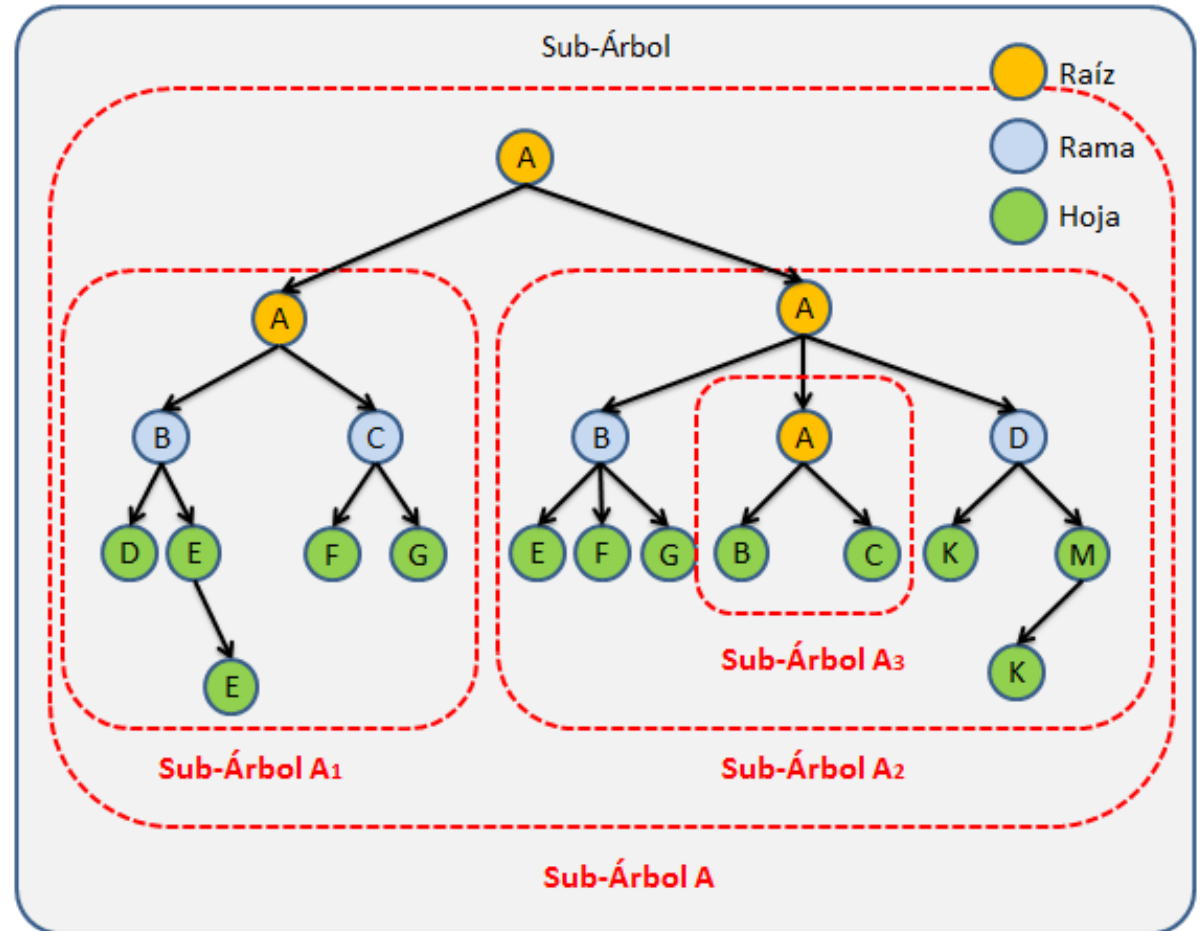 Sub-Árbol
Raíz
Rama
Hoja
A
A A
B C B A D
D E F G E F G B C K M
E K
Sub-Árbol A3
Sub-Árbol A1 Sub-Árbol A2
Sub-Árbol A